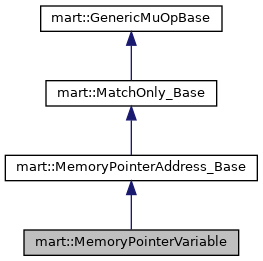 mart::GenericMuOpBase
mart::MatchOnly_Base
mart::MemoryPointerAddress_Base
mart::MemoryPointerVariable